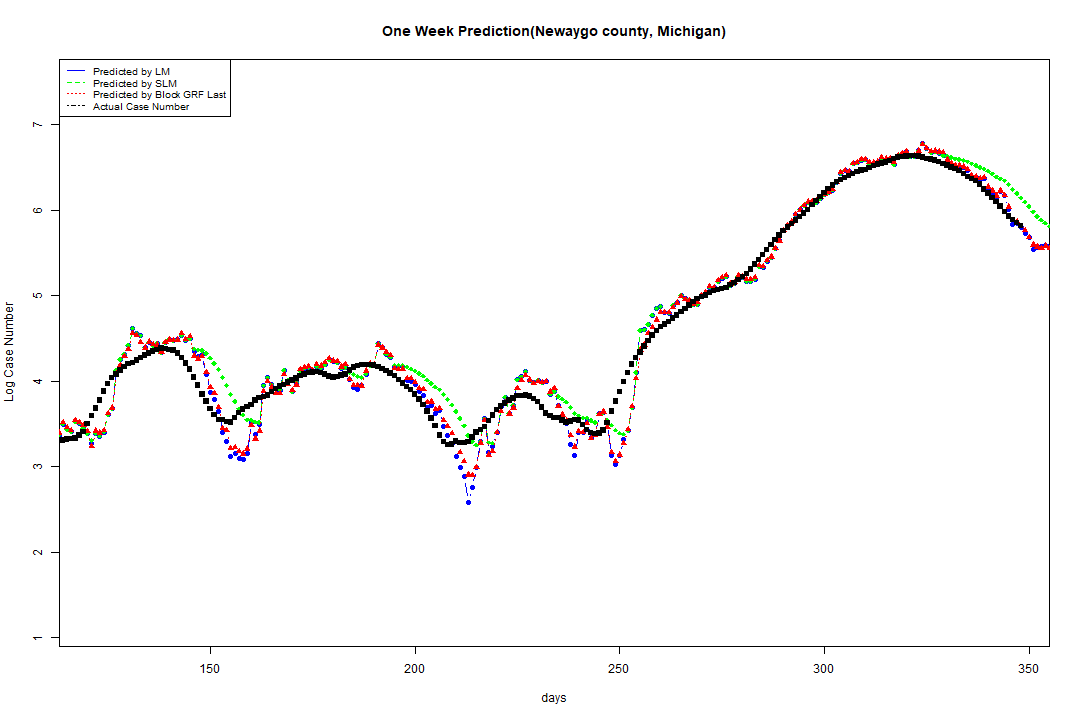 One Week Prediction(Newaygo county, Michigan)
Predicted by LM
Predicted by SLM
Predicted by Block GRF Last
Actual Case Number
7
6
5
4
3
2
1
Log Case Number
150 200 250 300 350
days